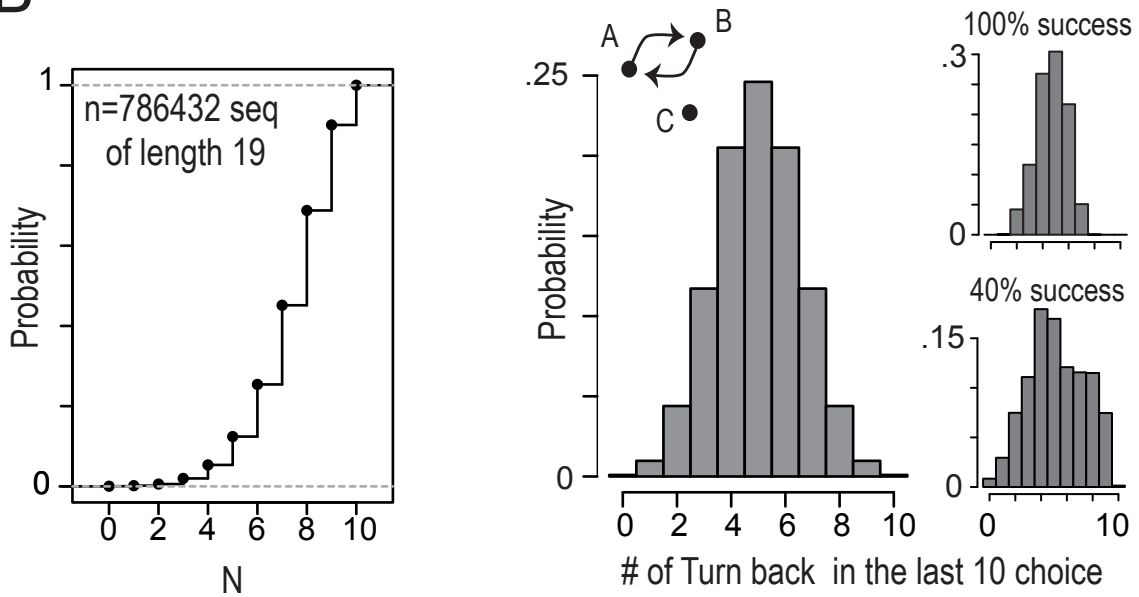 B
1
n=786432 seq
of length 19
Probability
0
0 2 4 6 8 10
N
A
B
C
.25
Probability
0
0 2 4 6 8 10
# of Turn back in the last 10 choice
100% success
.3
0
40% success
.15
0
0 10